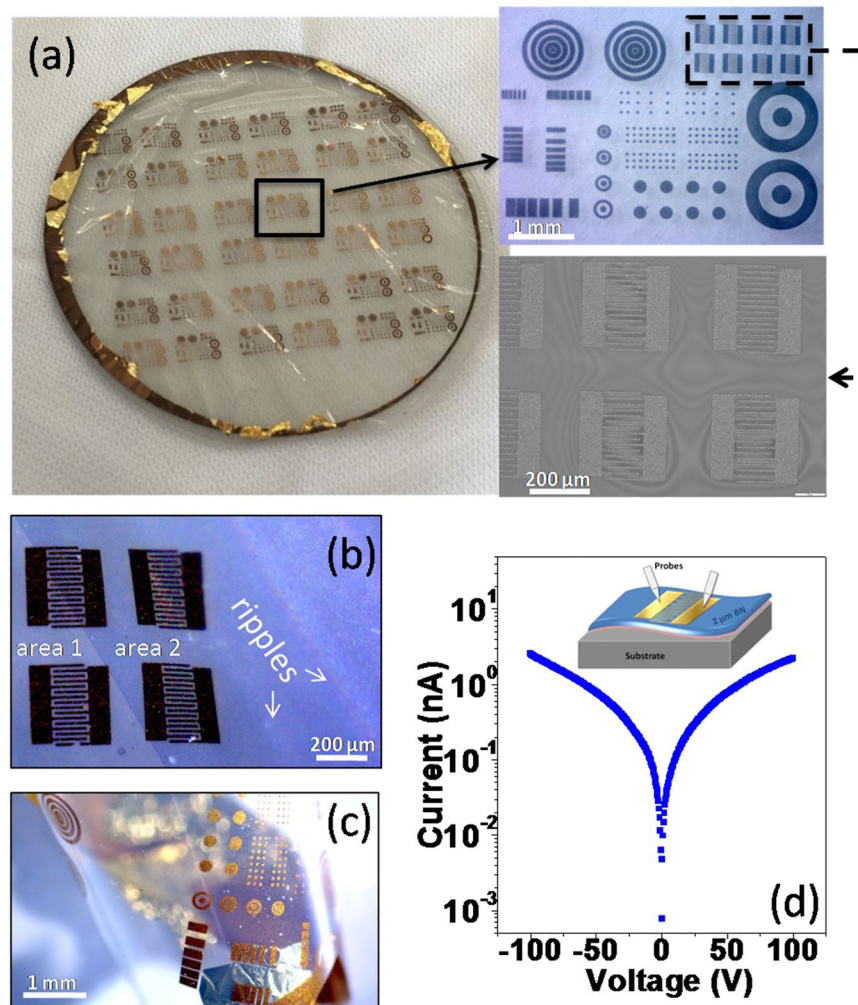 (a)
1 mm
200 µm
(b)
area 1
area 2
ripples
200 µm
(c)
1 mm
Probes
2 µm BN
Substrate
Current (nA)
10¹
10⁰
10⁻¹
10⁻²
10⁻³
-100
-50
0
50
100
Voltage (V)
(d)